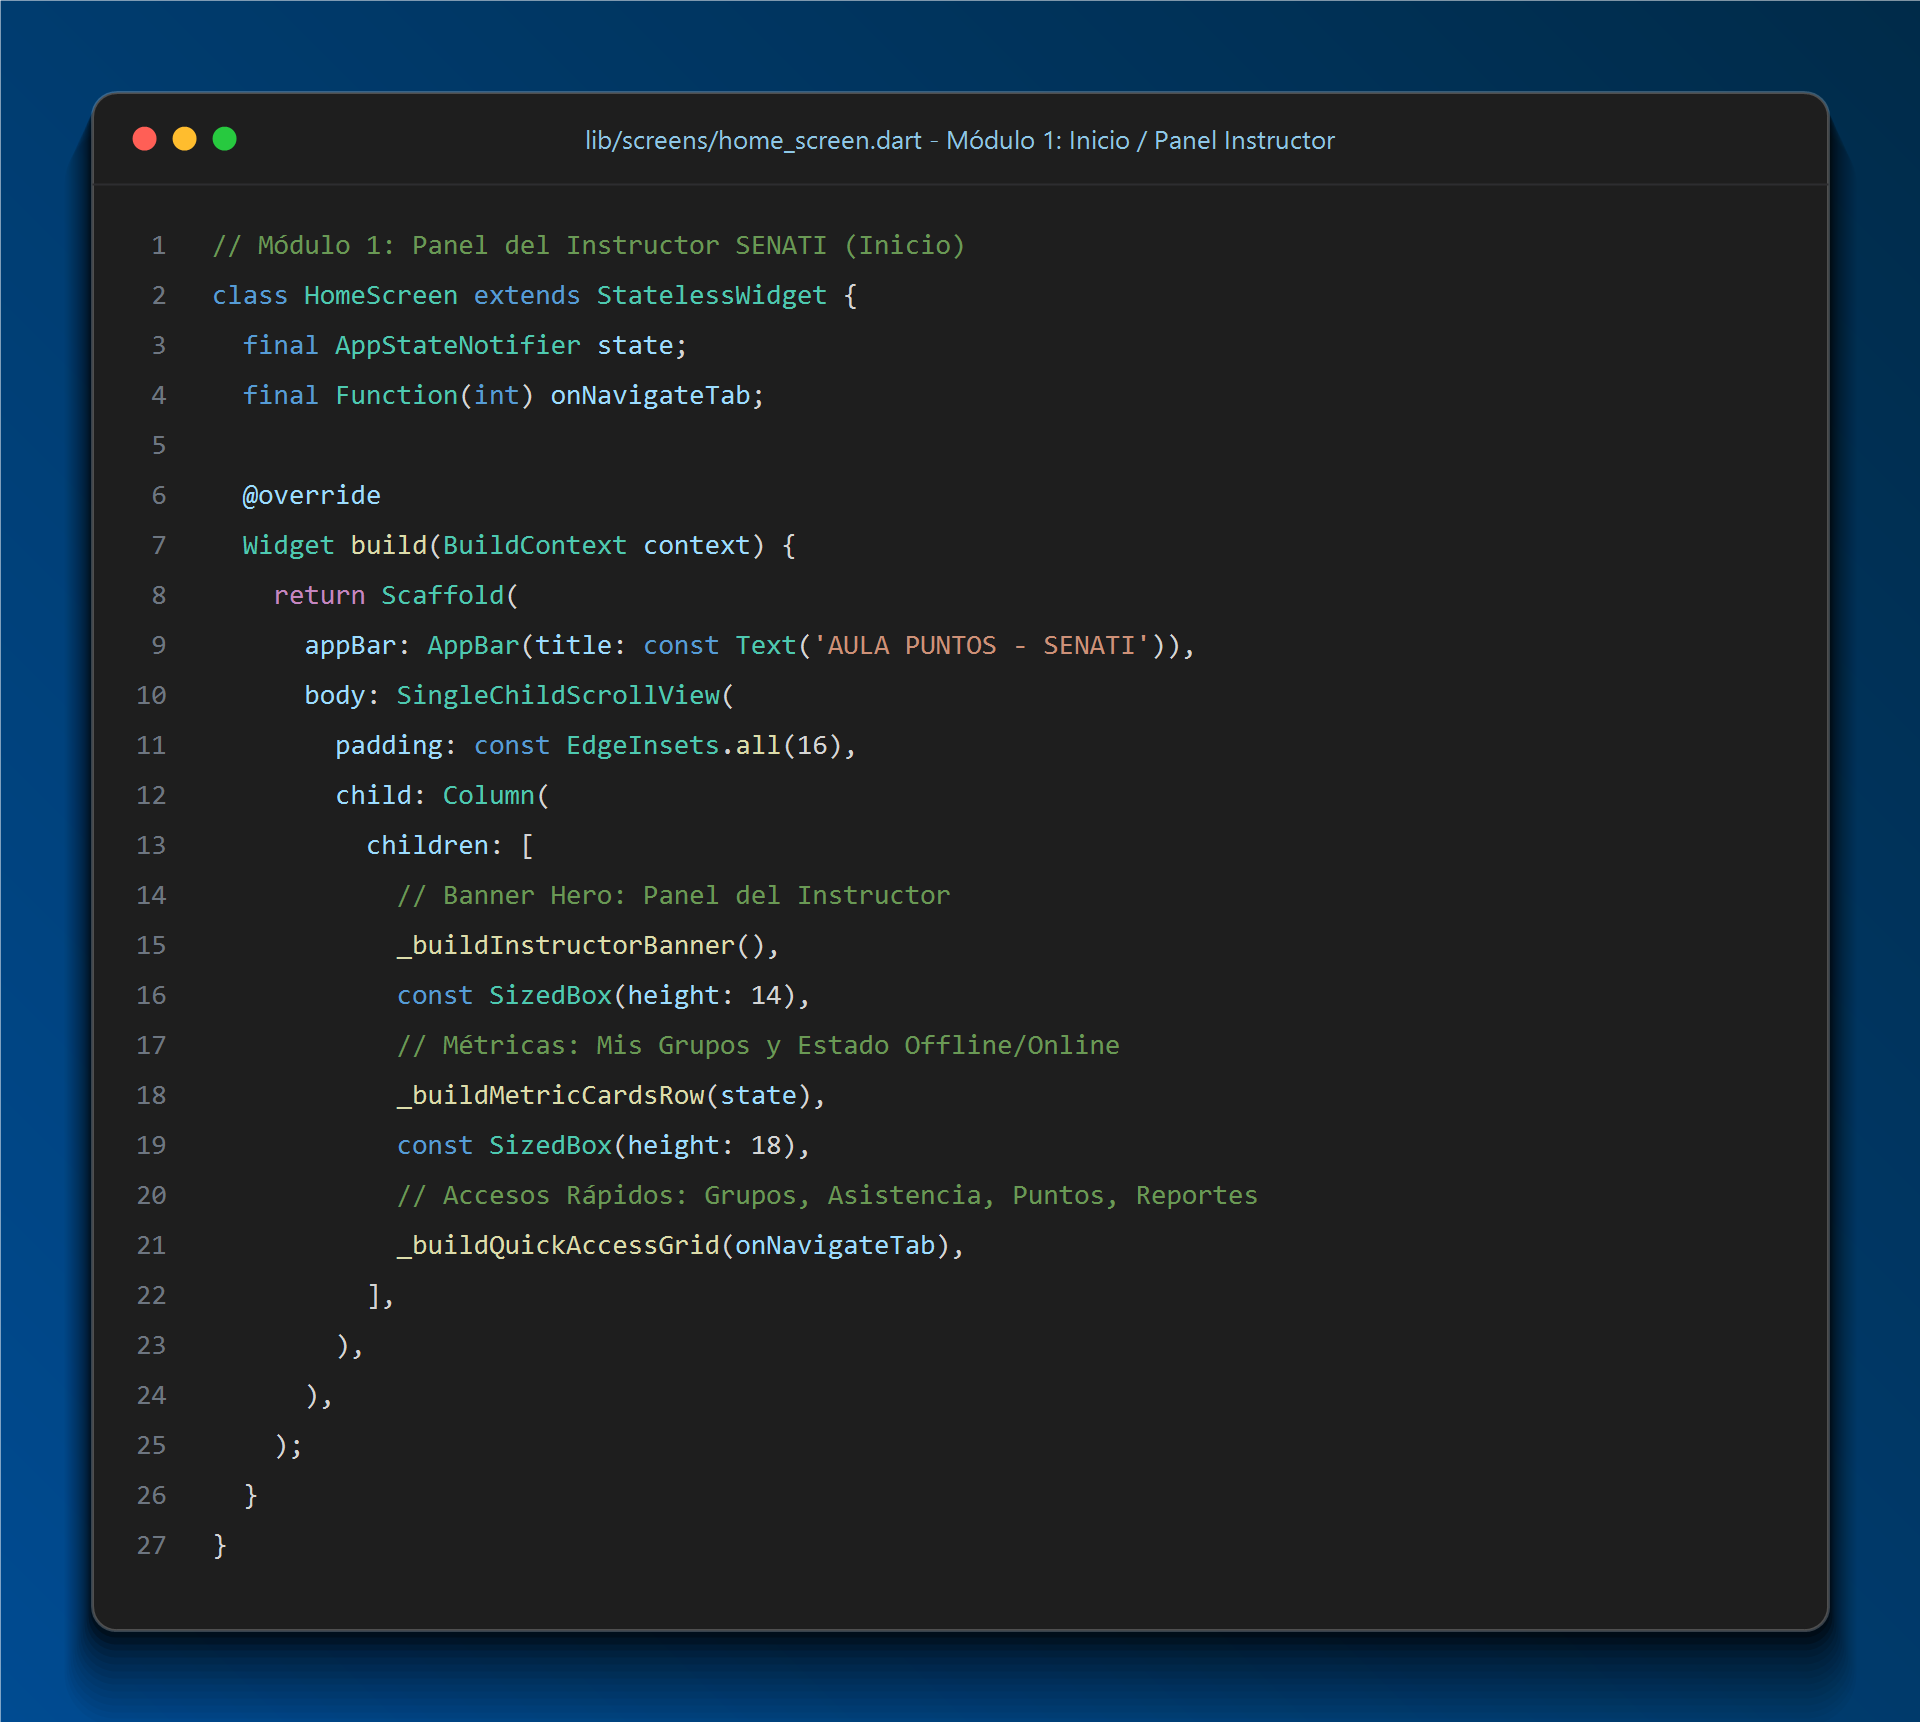 lib/screens/home_screen.dart - Módulo 1: Inicio / Panel Instructor
1 // Módulo 1: Panel del Instructor SENATI (Inicio)
2 class HomeScreen extends StatelessWidget {
3   final AppStateNotifier state;
4   final Function(int) onNavigateTab;
5
6   @override
7   Widget build(BuildContext context) {
8     return Scaffold(
9       appBar: AppBar(title: const Text('AULA PUNTOS - SENATI')),
10       body: SingleChildScrollView(
11         padding: const EdgeInsets.all(16),
12         child: Column(
13           children: [
14             // Banner Hero: Panel del Instructor
15             _buildInstructorBanner(),
16             const SizedBox(height: 14),
17             // Métricas: Mis Grupos y Estado Offline/Online
18             _buildMetricCardsRow(state),
19             const SizedBox(height: 18),
20             // Accesos Rápidos: Grupos, Asistencia, Puntos, Reportes
21             _buildQuickAccessGrid(onNavigateTab),
22           ],
23         ),
24       ),
25     );
26   }
27 }